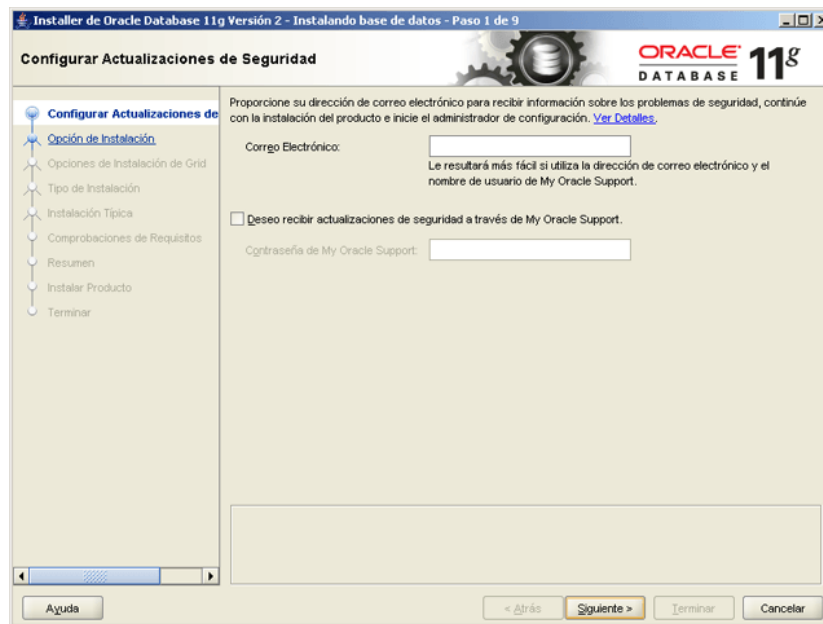 Installer de Oracle Database 11g Versión 2 - Instalando base de datos - Paso 1 de 9
Configurar Actualizaciones de Seguridad
ORACLE
DATABASE 11g
Configurar Actualizaciones de
Opción de Instalación
Opciones de Instalación de Grid
Tipo de Instalación
Instalación Típica
Comprobaciones de Requisitos
Resumen
Instalar Producto
Terminar
Proporcione su dirección de correo electrónico para recibir información sobre los problemas de seguridad, continúe
con la instalación del producto e inicie el administrador de configuración. Ver Detalles.
Correo Electrónico:
Le resultará más fácil si utiliza la dirección de correo electrónico y el
nombre de usuario de My Oracle Support.
Deseo recibir actualizaciones de seguridad a través de My Oracle Support.
Contraseña de My Oracle Support:
Ayuda
< Atrás
Siguiente >
Terminar
Cancelar